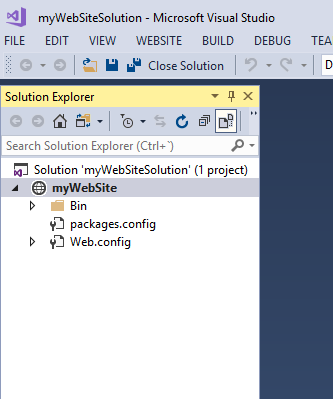 myWebSiteSolution - Microsoft Visual Studio
FILE EDIT VIEW WEBSITE BUILD DEBUG TEA
Close Solution D
Solution Explorer
Search Solution Explorer (Ctrl+`)
Solution 'myWebSiteSolution' (1 project)
myWebSite
Bin
packages.config
Web.config